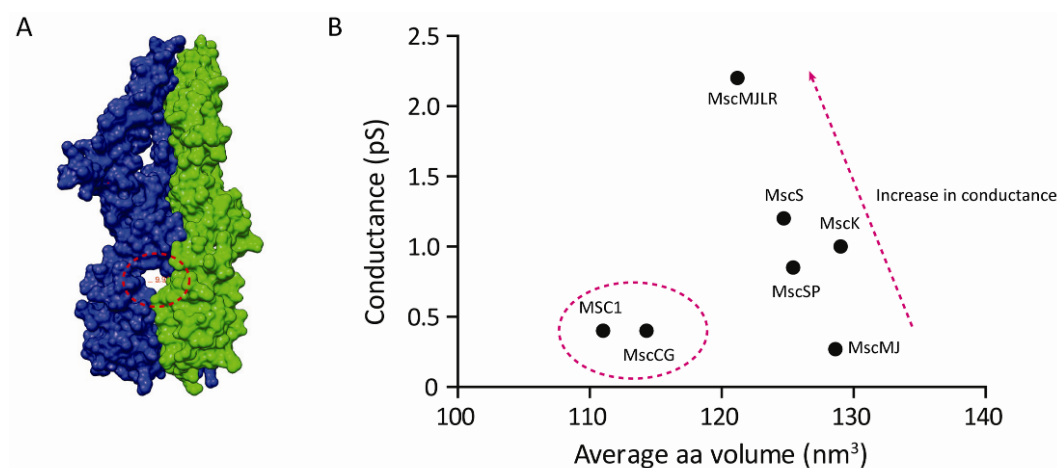 A
B
2.5
2.0
1.5
1.0
0.5
0
Conductance (pS)
MscMJLR
MscS
MscK
MscSP
MSC1
MscCG
MscMJ
Increase in conductance
100
110
120
130
140
Average aa volume (nm³)